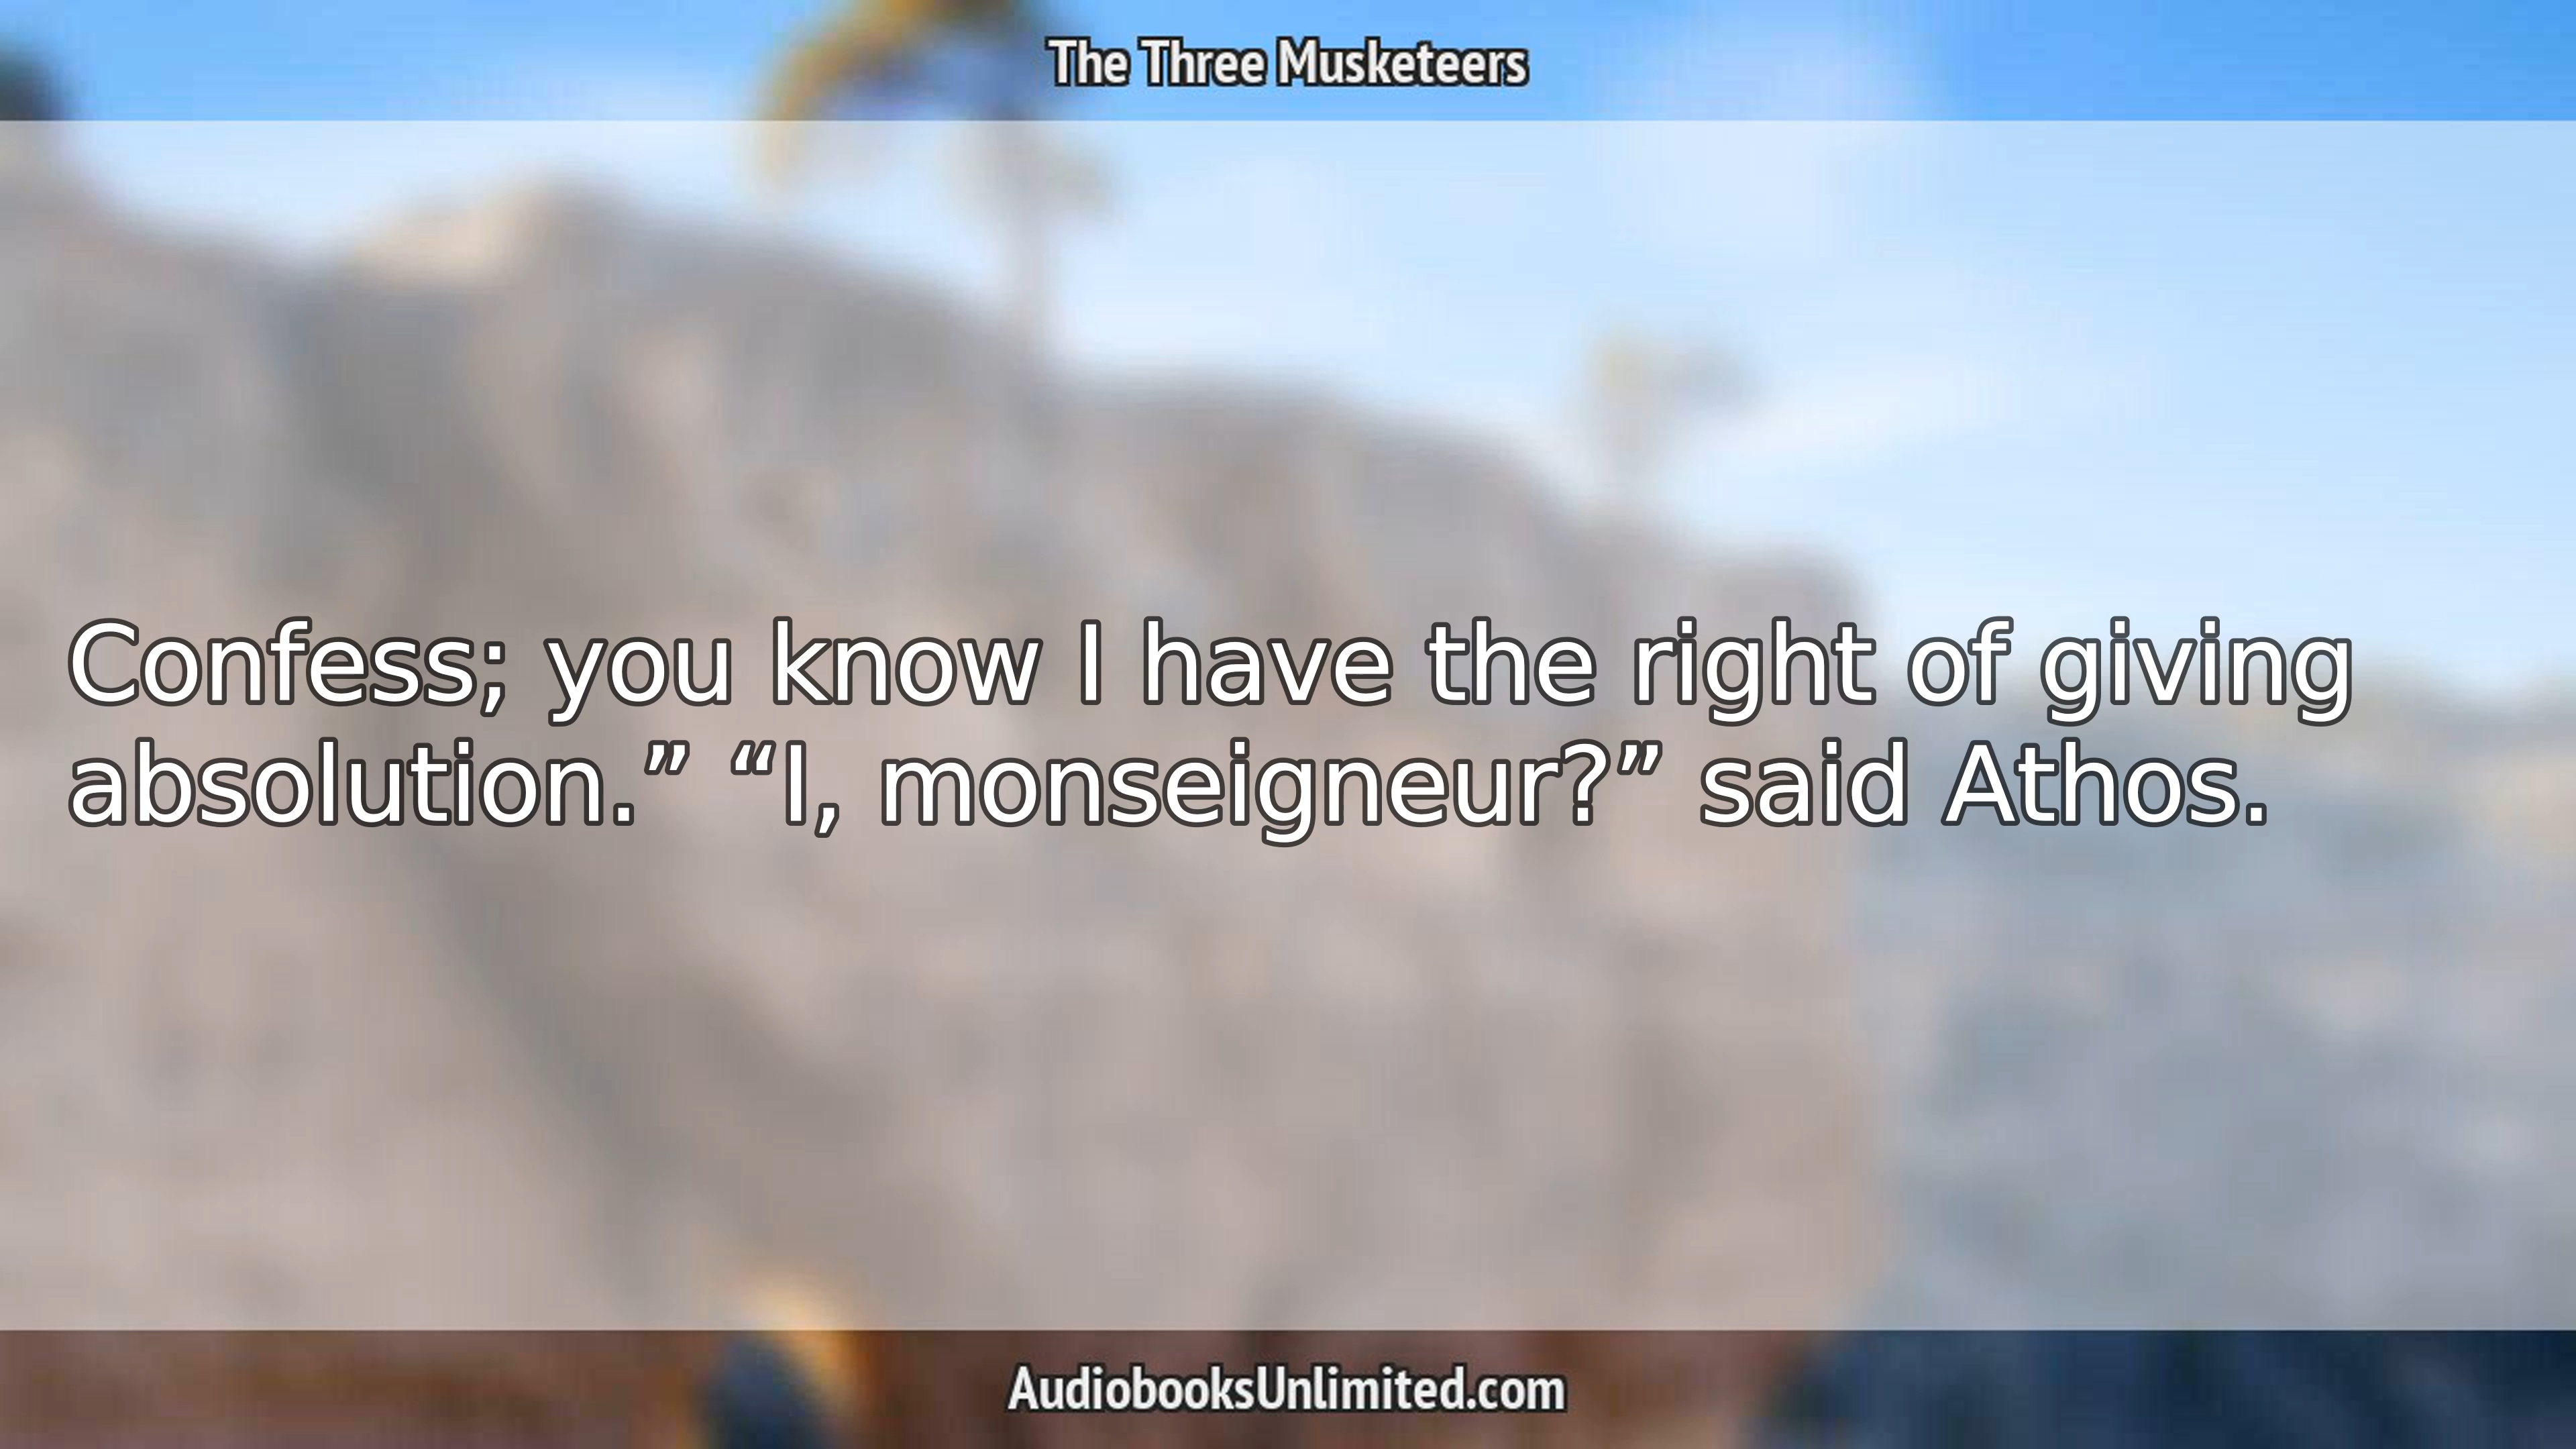 The Three Musketeers
Confess; you know I have the right of giving
absolution.” “I, monseigneur?” said Athos.
AudiobooksUnlimited.com